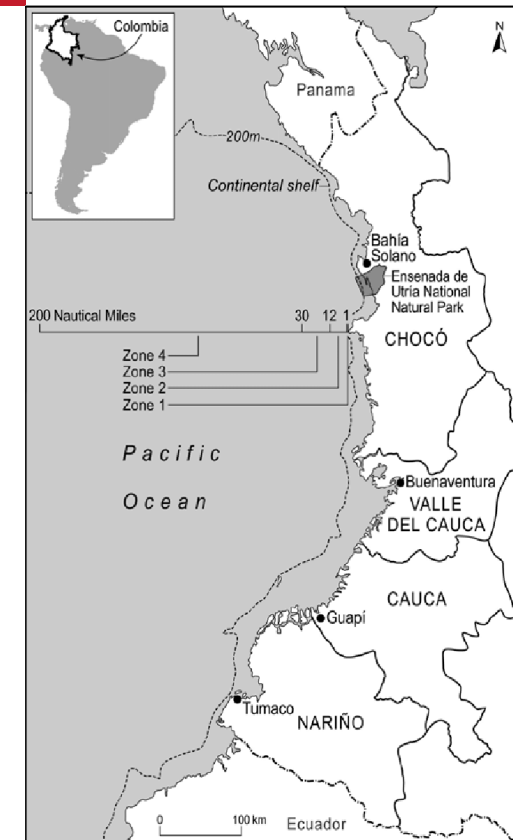 Colombia
N
Panama
200m
Continental shelf
Bahía
Solano
Ensenada de
Utria National
Natural Park
200 Nautical Miles
30
12
1
CHOCÓ
Zone 4
Zone 3
Zone 2
Zone 1
Pacific
Ocean
Buenaventura
VALLE
DEL CAUCA
CAUCA
Guapí
Tumaco
NARIÑO
0
100 km
Ecuador